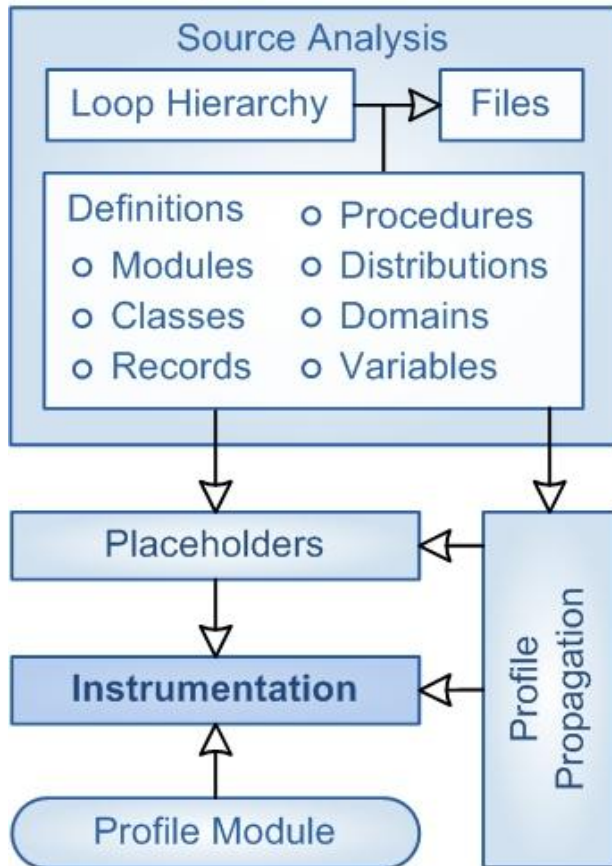 Source Analysis
Loop Hierarchy
Files
Definitions
Modules
Classes
Records
Procedures
Distributions
Domains
Variables
Placeholders
Instrumentation
Profile Module
Profile
Propagation